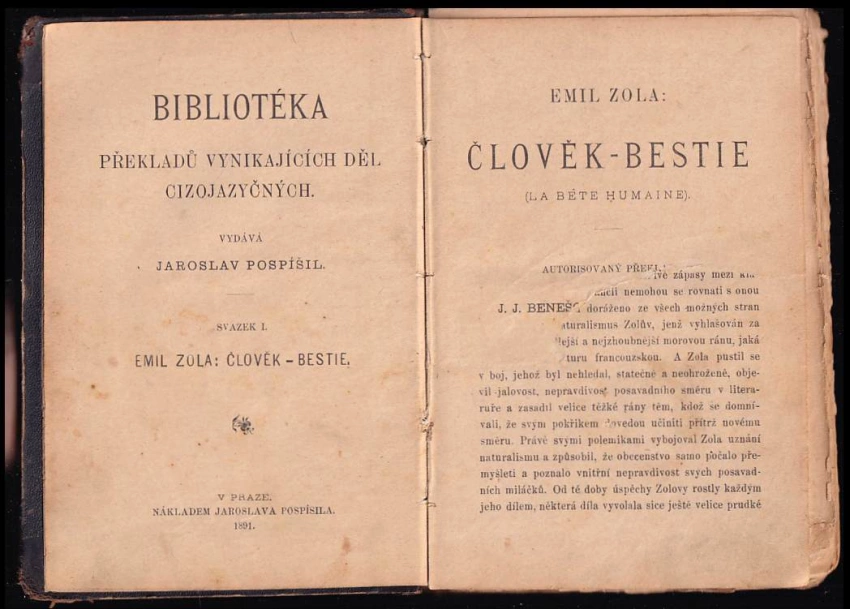 BIBLIOTÉKA
PŘEKLADŮ VYNIKAJÍCÍCH DĚL
CIZOJAZYČNÝCH.
VYDÁVÁ
JAROSLAV POSPÍŠIL.
SVAZEK I.
EMIL ZOLA: ČLOVĚK – BESTIE.
V PRAZE.
NÁKLADEM JAROSLAVA POSPÍŠILA.
1891.
EMIL ZOLA:
ČLOVĚK-BESTIE
(LA BÊTE HUMAINE).
AUTORISOVANÝ
zápasy mezi
nemohou se rovnati s onou
J. J. BENEŠ
doráženo ze všech možných stran
Zolův, jenž vyhlašován za
a nejzhoubnější morovou ránu, jaká
francouzskou. A Zola pustil se
v boj, jehož byl nehledal, statečně a neohroženě, obje-
vil jalovost, nepravdivost posavadního směru v litera-
tuře a zasadil velice těžké rány těm, kdož se domní-
vali, že svým pokřikem dovedou učiniti přítrž novému
směru. Právě svými polemikami vybojoval Zola uznání
naturalismu a způsobil, že obecenstvo samo počalo pře-
mýšleti a poznalo vnitřní nepravdivost svých posavad-
ních miláčků. Od té doby úspěchy Zolovy rostly každým
jeho dílem, některá díla vyvolala sice ještě velice prudké